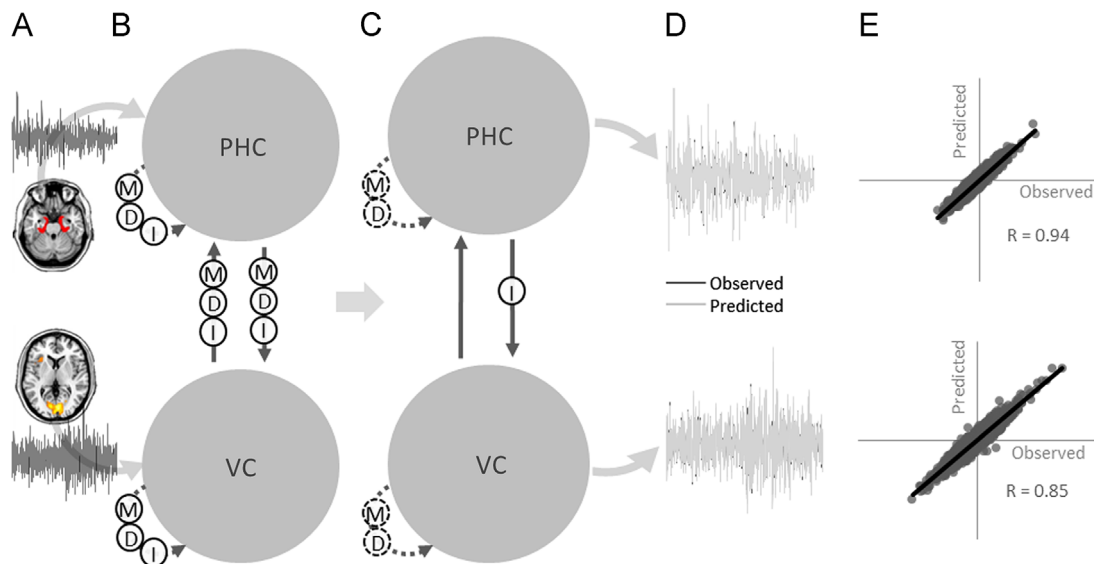 A B C D E
PHC
M
D
I
M
D
I
M
D
I
VC
M
D
I
PHC
M
D
I
VC
M
D
Observed
Predicted
Predicted
Observed
R = 0.94
Predicted
Observed
R = 0.85